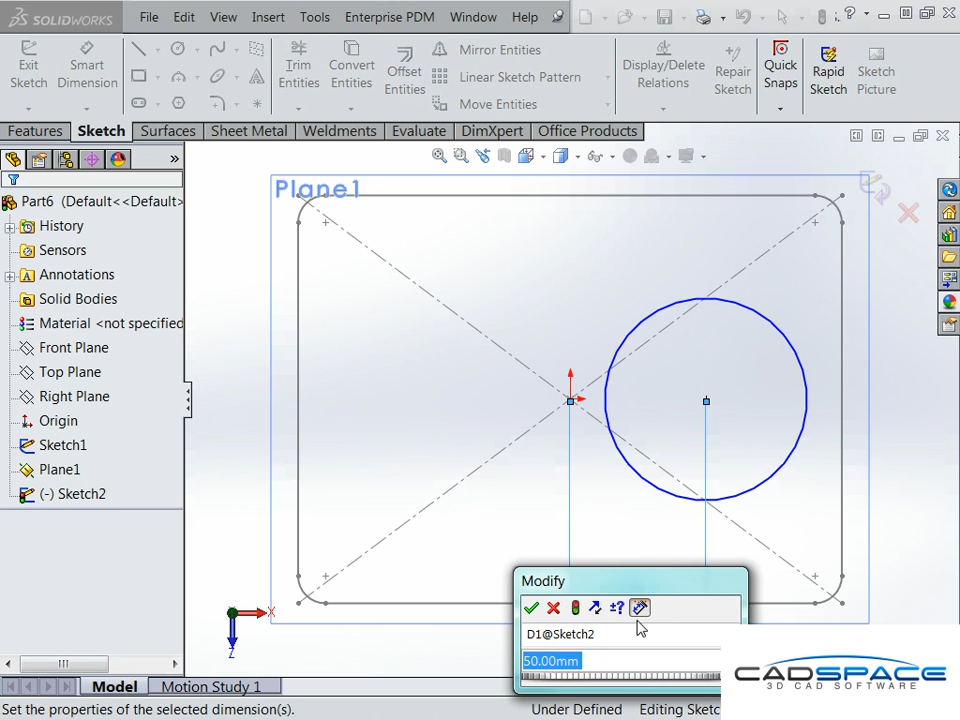 SOLIDWORKS File Edit View Insert Tools Enterprise PDM Window Help ?
Exit Sketch
Smart Dimension
Trim Entities
Convert Entities
Offset Entities
Mirror Entities
Linear Sketch Pattern
Move Entities
Display/Delete Relations
Repair Sketch
Quick Snaps
Rapid Sketch
Sketch Picture
Features Sketch Surfaces Sheet Metal Weldments Evaluate DimXpert Office Products
»
Part6 (Default<<Default>
History
Sensors
Annotations
Solid Bodies
Material <not specified
Front Plane
Top Plane
Right Plane
Origin
Sketch1
Plane1
(-) Sketch2
Plane1
X
Z
Modify
±?
D1@Sketch2
50.00mm
Model Motion Study 1
Set the properties of the selected dimension(s). Under Defined Editing Sketc
CADSPACE
3D CAD SOFTWARE